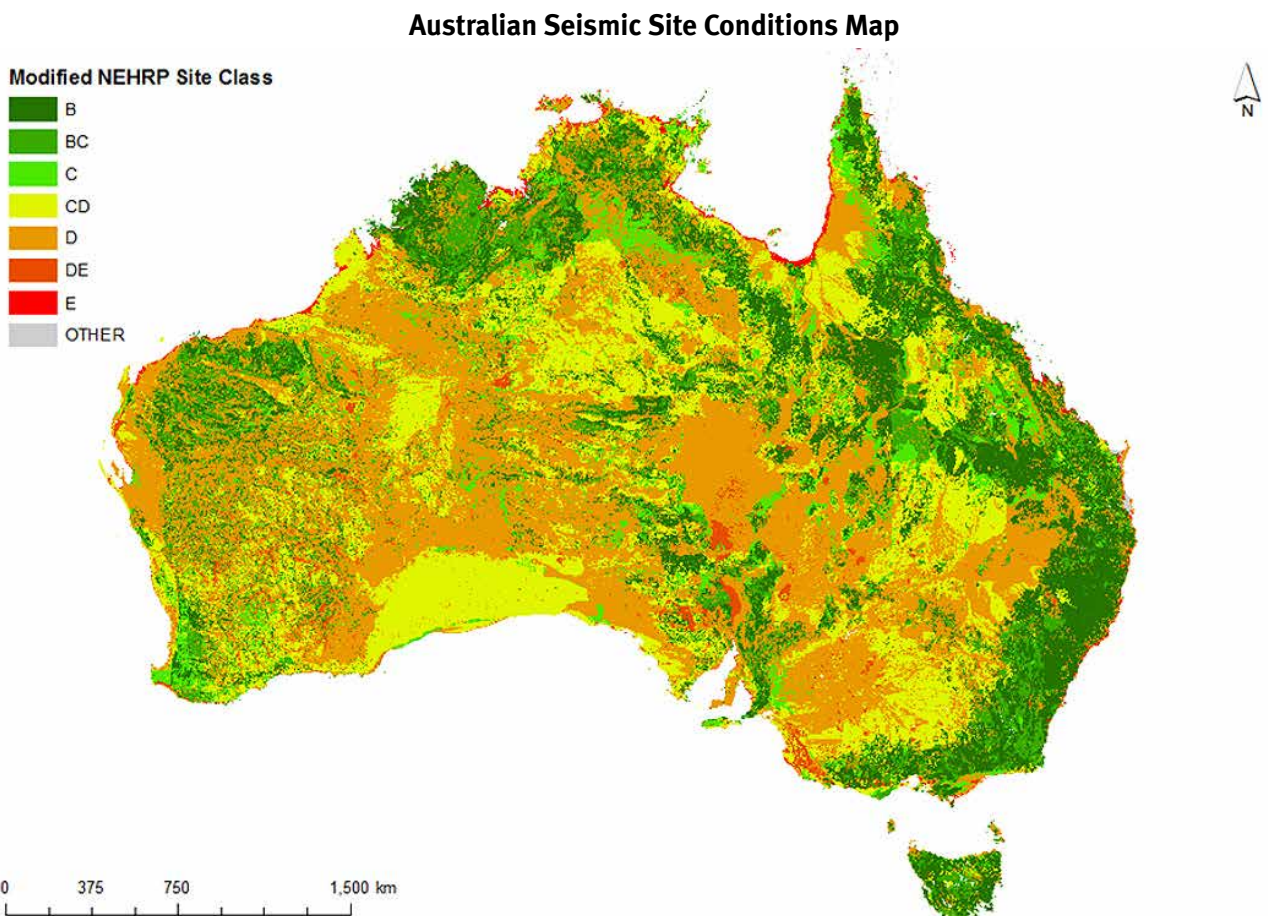 Australian Seismic Site Conditions Map
Modified NEHRP Site Class
B
BC
C
CD
D
DE
E
OTHER
N
0 375 750 1,500 km